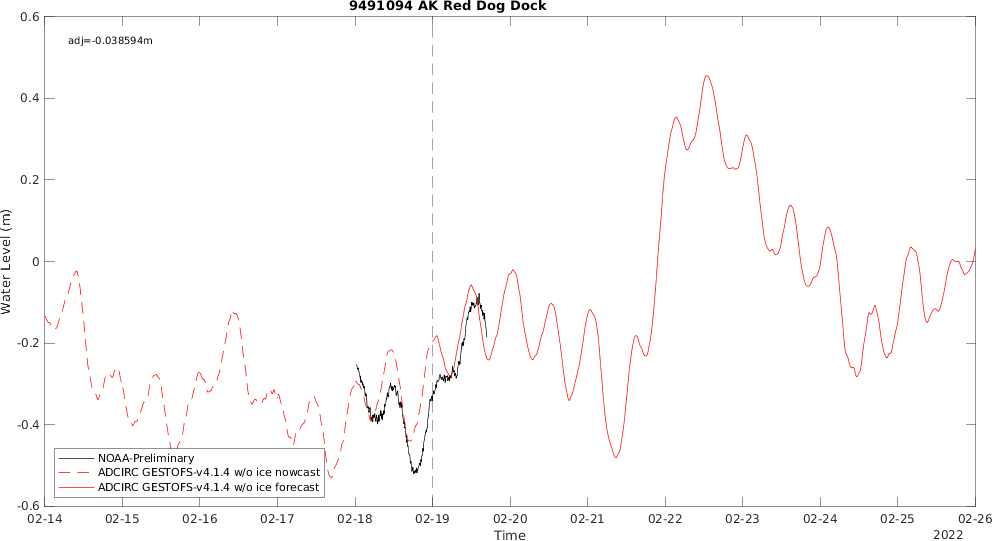 9491094 AK Red Dog Dock
adj=-0.038594m
Water Level (m)
0.6
0.4
0.2
0
-0.2
-0.4
-0.6
NOAA-Preliminary
ADCIRC GESTOFS-v4.1.4 w/o ice nowcast
ADCIRC GESTOFS-v4.1.4 w/o ice forecast
02-14 02-15 02-16 02-17 02-18 02-19 02-20 02-21 02-22 02-23 02-24 02-25 02-26
Time
2022